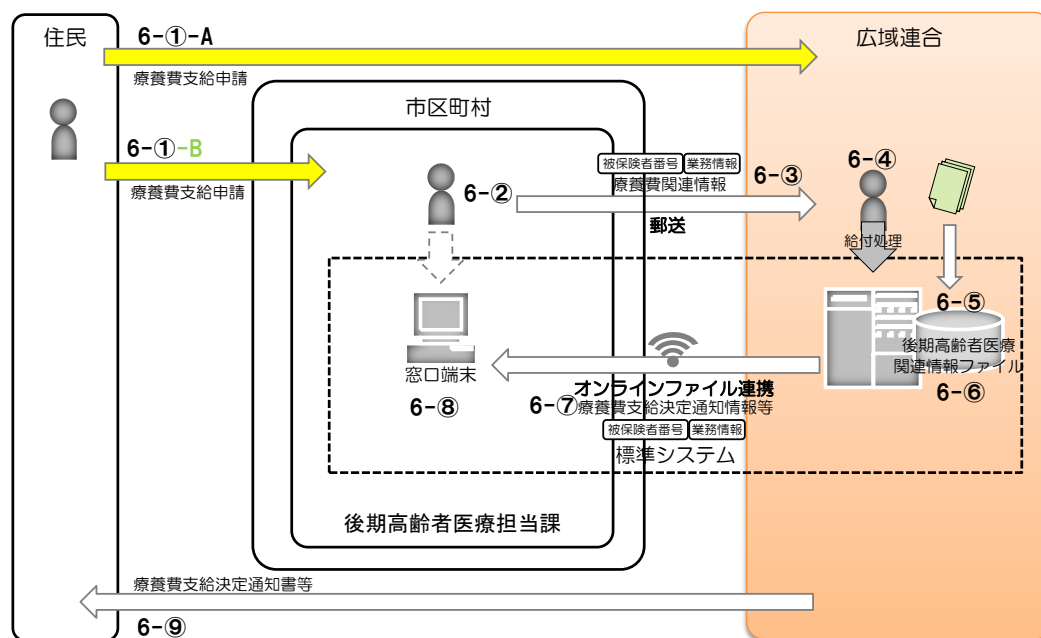 住民
6-①-A
療養費支給申請
広域連合
市区町村
6-①-B
療養費支給申請
6-②
被保険者番号 業務情報
療養費関連情報
6-③
郵送
6-④
給付処理
6-⑤
後期高齢者医療
関連情報ファイル
6-⑥
窓口端末
6-⑧
オンラインファイル連携
6-⑦
療養費支給決定通知情報等
被保険者番号 業務情報
標準システム
後期高齢者医療担当課
療養費支給決定通知書等
6-⑨